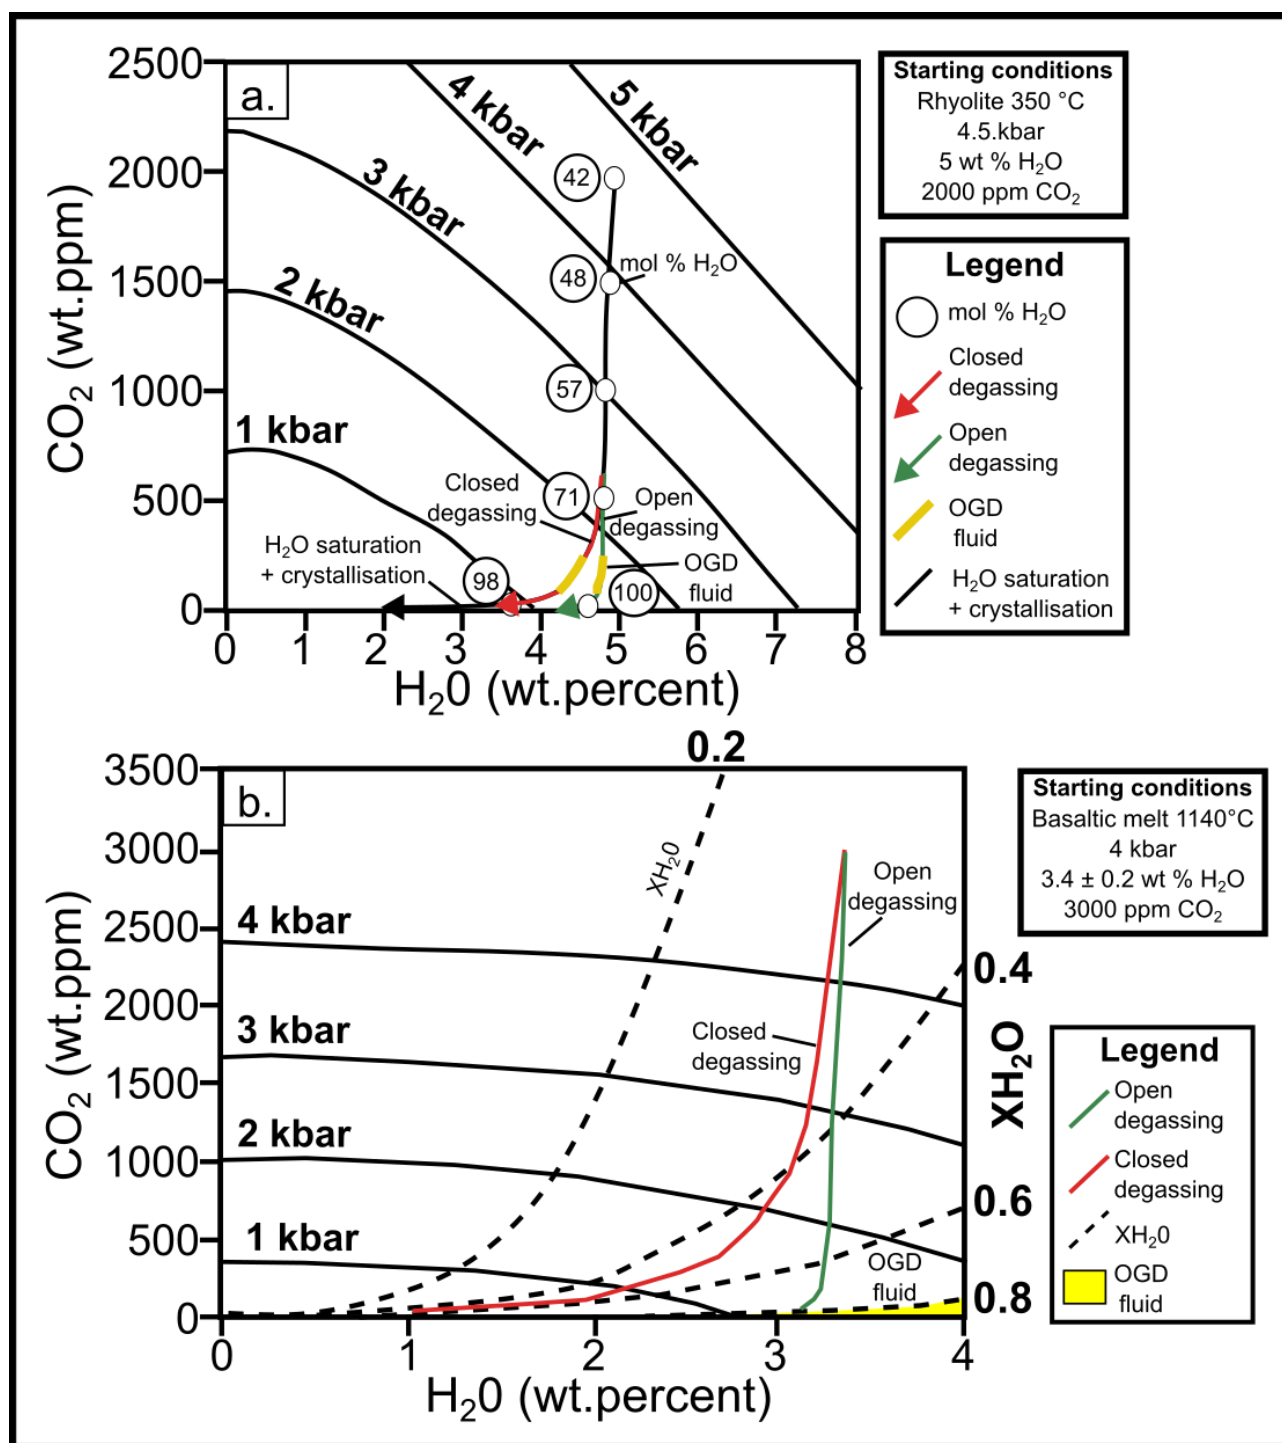 a.
2500
2000
1500
1000
500
0
CO₂ (wt.ppm)
0 1 2 3 4 5 6 7 8
H₂0 (wt.percent)
5 kbar
4 kbar
3 kbar
2 kbar
1 kbar
42
48
mol % H₂O
57
71
98
100
Closed
degassing
Open
degassing
OGD
fluid
H₂O saturation
+ crystallisation
Starting conditions
Rhyolite 350 °C
4.5.kbar
5 wt % H₂O
2000 ppm CO₂
Legend
mol % H₂O
Closed
degassing
Open
degassing
OGD
fluid
H₂O saturation
+ crystallisation
b.
3500
3000
2500
2000
1500
1000
500
0
CO₂ (wt.ppm)
0 1 2 3 4
H₂0 (wt.percent)
0.2
XH₂0
4 kbar
3 kbar
2 kbar
1 kbar
Open
degassing
Closed
degassing
OGD
fluid
0.4
0.6
0.8
XH₂O
Starting conditions
Basaltic melt 1140°C
4 kbar
3.4 ± 0.2 wt % H₂O
3000 ppm CO₂
Legend
Open
degassing
Closed
degassing
XH₂0
OGD
fluid